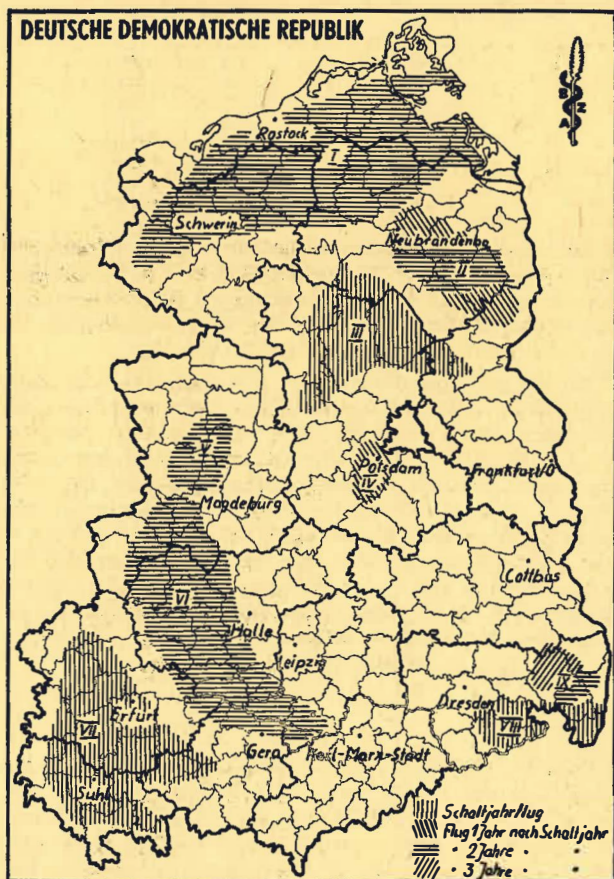 DEUTSCHE DEMOKRATISCHE REPUBLIK
B Z A
Rostock
I
Schwerin
Neubrandenbg
II
III
V
Potsdam
IV
Frankfurt/O
Magdeburg
Cottbus
VI
Halle
Leipzig
IX
Dresden
Erfurt
VII
VIII
Gera
Karl-Marx-Stadt
Suhl
Schaltjahrflug
Flug 1 Jahr nach Schaltjahr
" 2 Jahre " "
" 3 Jahre " "